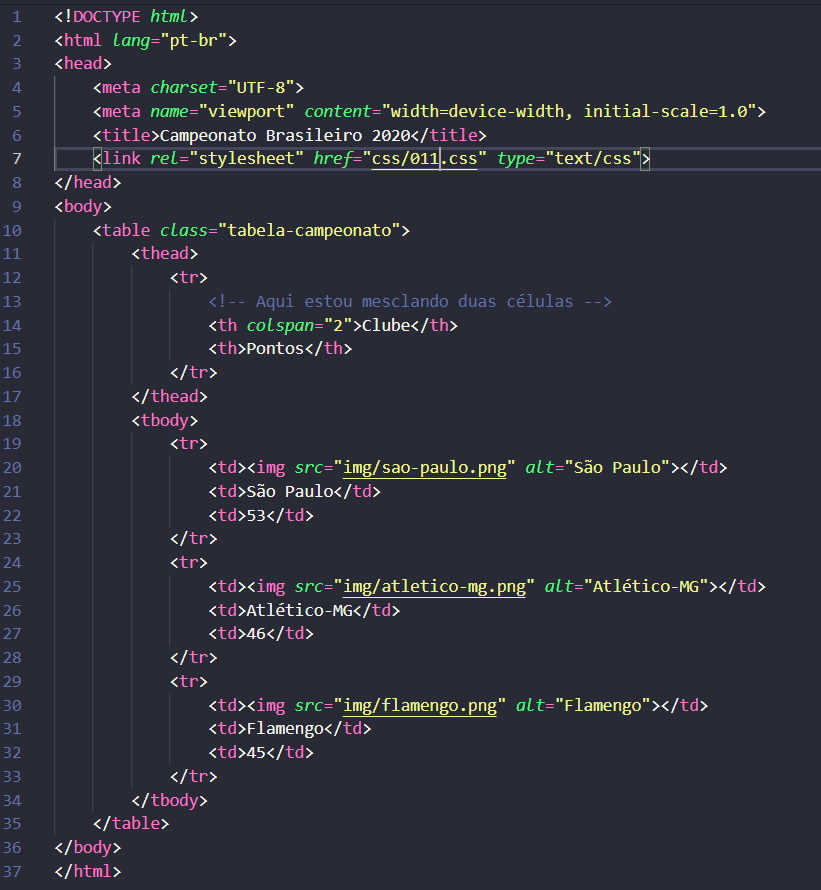 1 <!DOCTYPE html>
2 <html lang="pt-br">
3 <head>
4     <meta charset="UTF-8">
5     <meta name="viewport" content="width=device-width, initial-scale=1.0">
6     <title>Campeonato Brasileiro 2020</title>
7     <link rel="stylesheet" href="css/011.css" type="text/css">
8 </head>
9 <body>
10     <table class="tabela-campeonato">
11         <thead>
12             <tr>
13                 <!-- Aqui estou mesclando duas células -->
14                 <th colspan="2">Clube</th>
15                 <th>Pontos</th>
16             </tr>
17         </thead>
18         <tbody>
19             <tr>
20                 <td><img src="img/sao-paulo.png" alt="São Paulo"></td>
21                 <td>São Paulo</td>
22                 <td>53</td>
23             </tr>
24             <tr>
25                 <td><img src="img/atletico-mg.png" alt="Atlético-MG"></td>
26                 <td>Atlético-MG</td>
27                 <td>46</td>
28             </tr>
29             <tr>
30                 <td><img src="img/flamengo.png" alt="Flamengo"></td>
31                 <td>Flamengo</td>
32                 <td>45</td>
33             </tr>
34         </tbody>
35     </table>
36 </body>
37 </html>